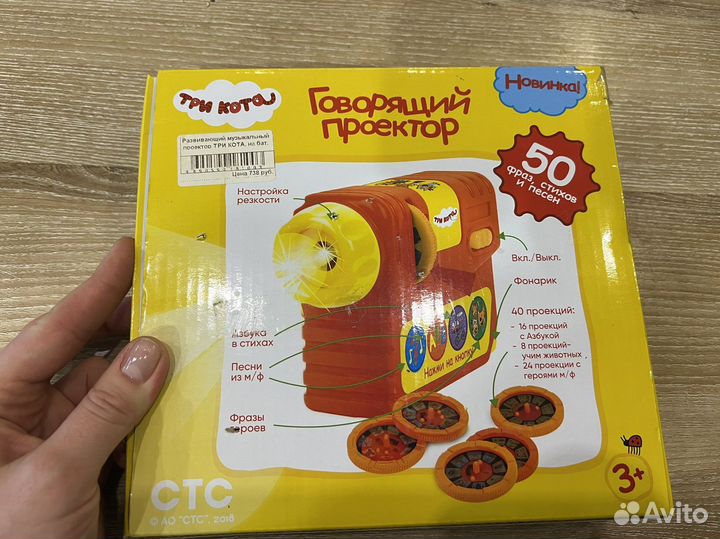 ТРИ КОТА
Говорящий
проектор
Новинка!
Развивающий музыкальный
проектор ТРИ КОТА. на бат.
Цена 738 руб.
50
фраз, стихов
и песен
Настройка
резкости
ТРИ КОТА
Вкл./Выкл.
Фонарик
40 проекций:
- 16 проекций
с Азбукой
- 8 проекций-
учим животных
- 24 проекции с
героями м/ф
Азбука
в стихах
Песни
из м/ф
Нажми на кнопку
Фразы
героев
СТС
© АО "СТС", 2018
3+
Avito